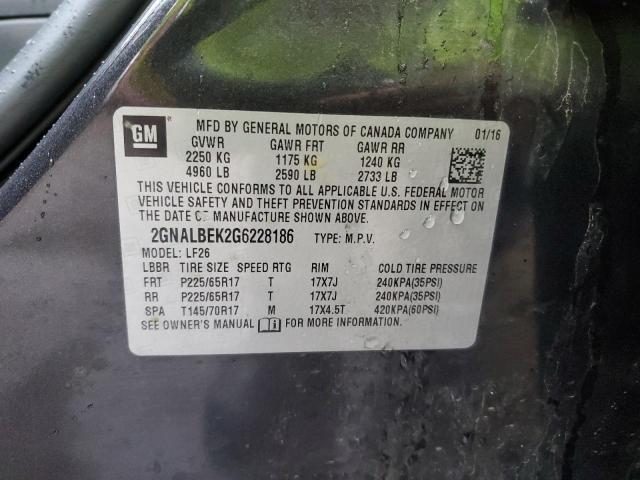 GM
MFD BY GENERAL MOTORS OF CANADA COMPANY 01/16
GVWR GAWR FRT GAWR RR
2250 KG 1175 KG 1240 KG
4960 LB 2590 LB 2733 LB
THIS VEHICLE CONFORMS TO ALL APPLICABLE U.S. FEDERAL MOTOR
VEHICLE SAFETY AND THEFT PREVENTION STANDARDS IN EFFECT ON
THE DATE OF MANUFACTURE SHOWN ABOVE.
2GNALBEK2G6228186 TYPE: M.P.V.
MODEL: LF26
LBBR TIRE SIZE SPEED RTG RIM COLD TIRE PRESSURE
FRT P225/65R17 T 17X7J 240KPA(35PSI)
RR P225/65R17 T 17X7J 240KPA(35PSI)
SPA T145/70R17 M 17X4.5T 420KPA(60PSI)
SEE OWNER'S MANUAL FOR MORE INFORMATION.